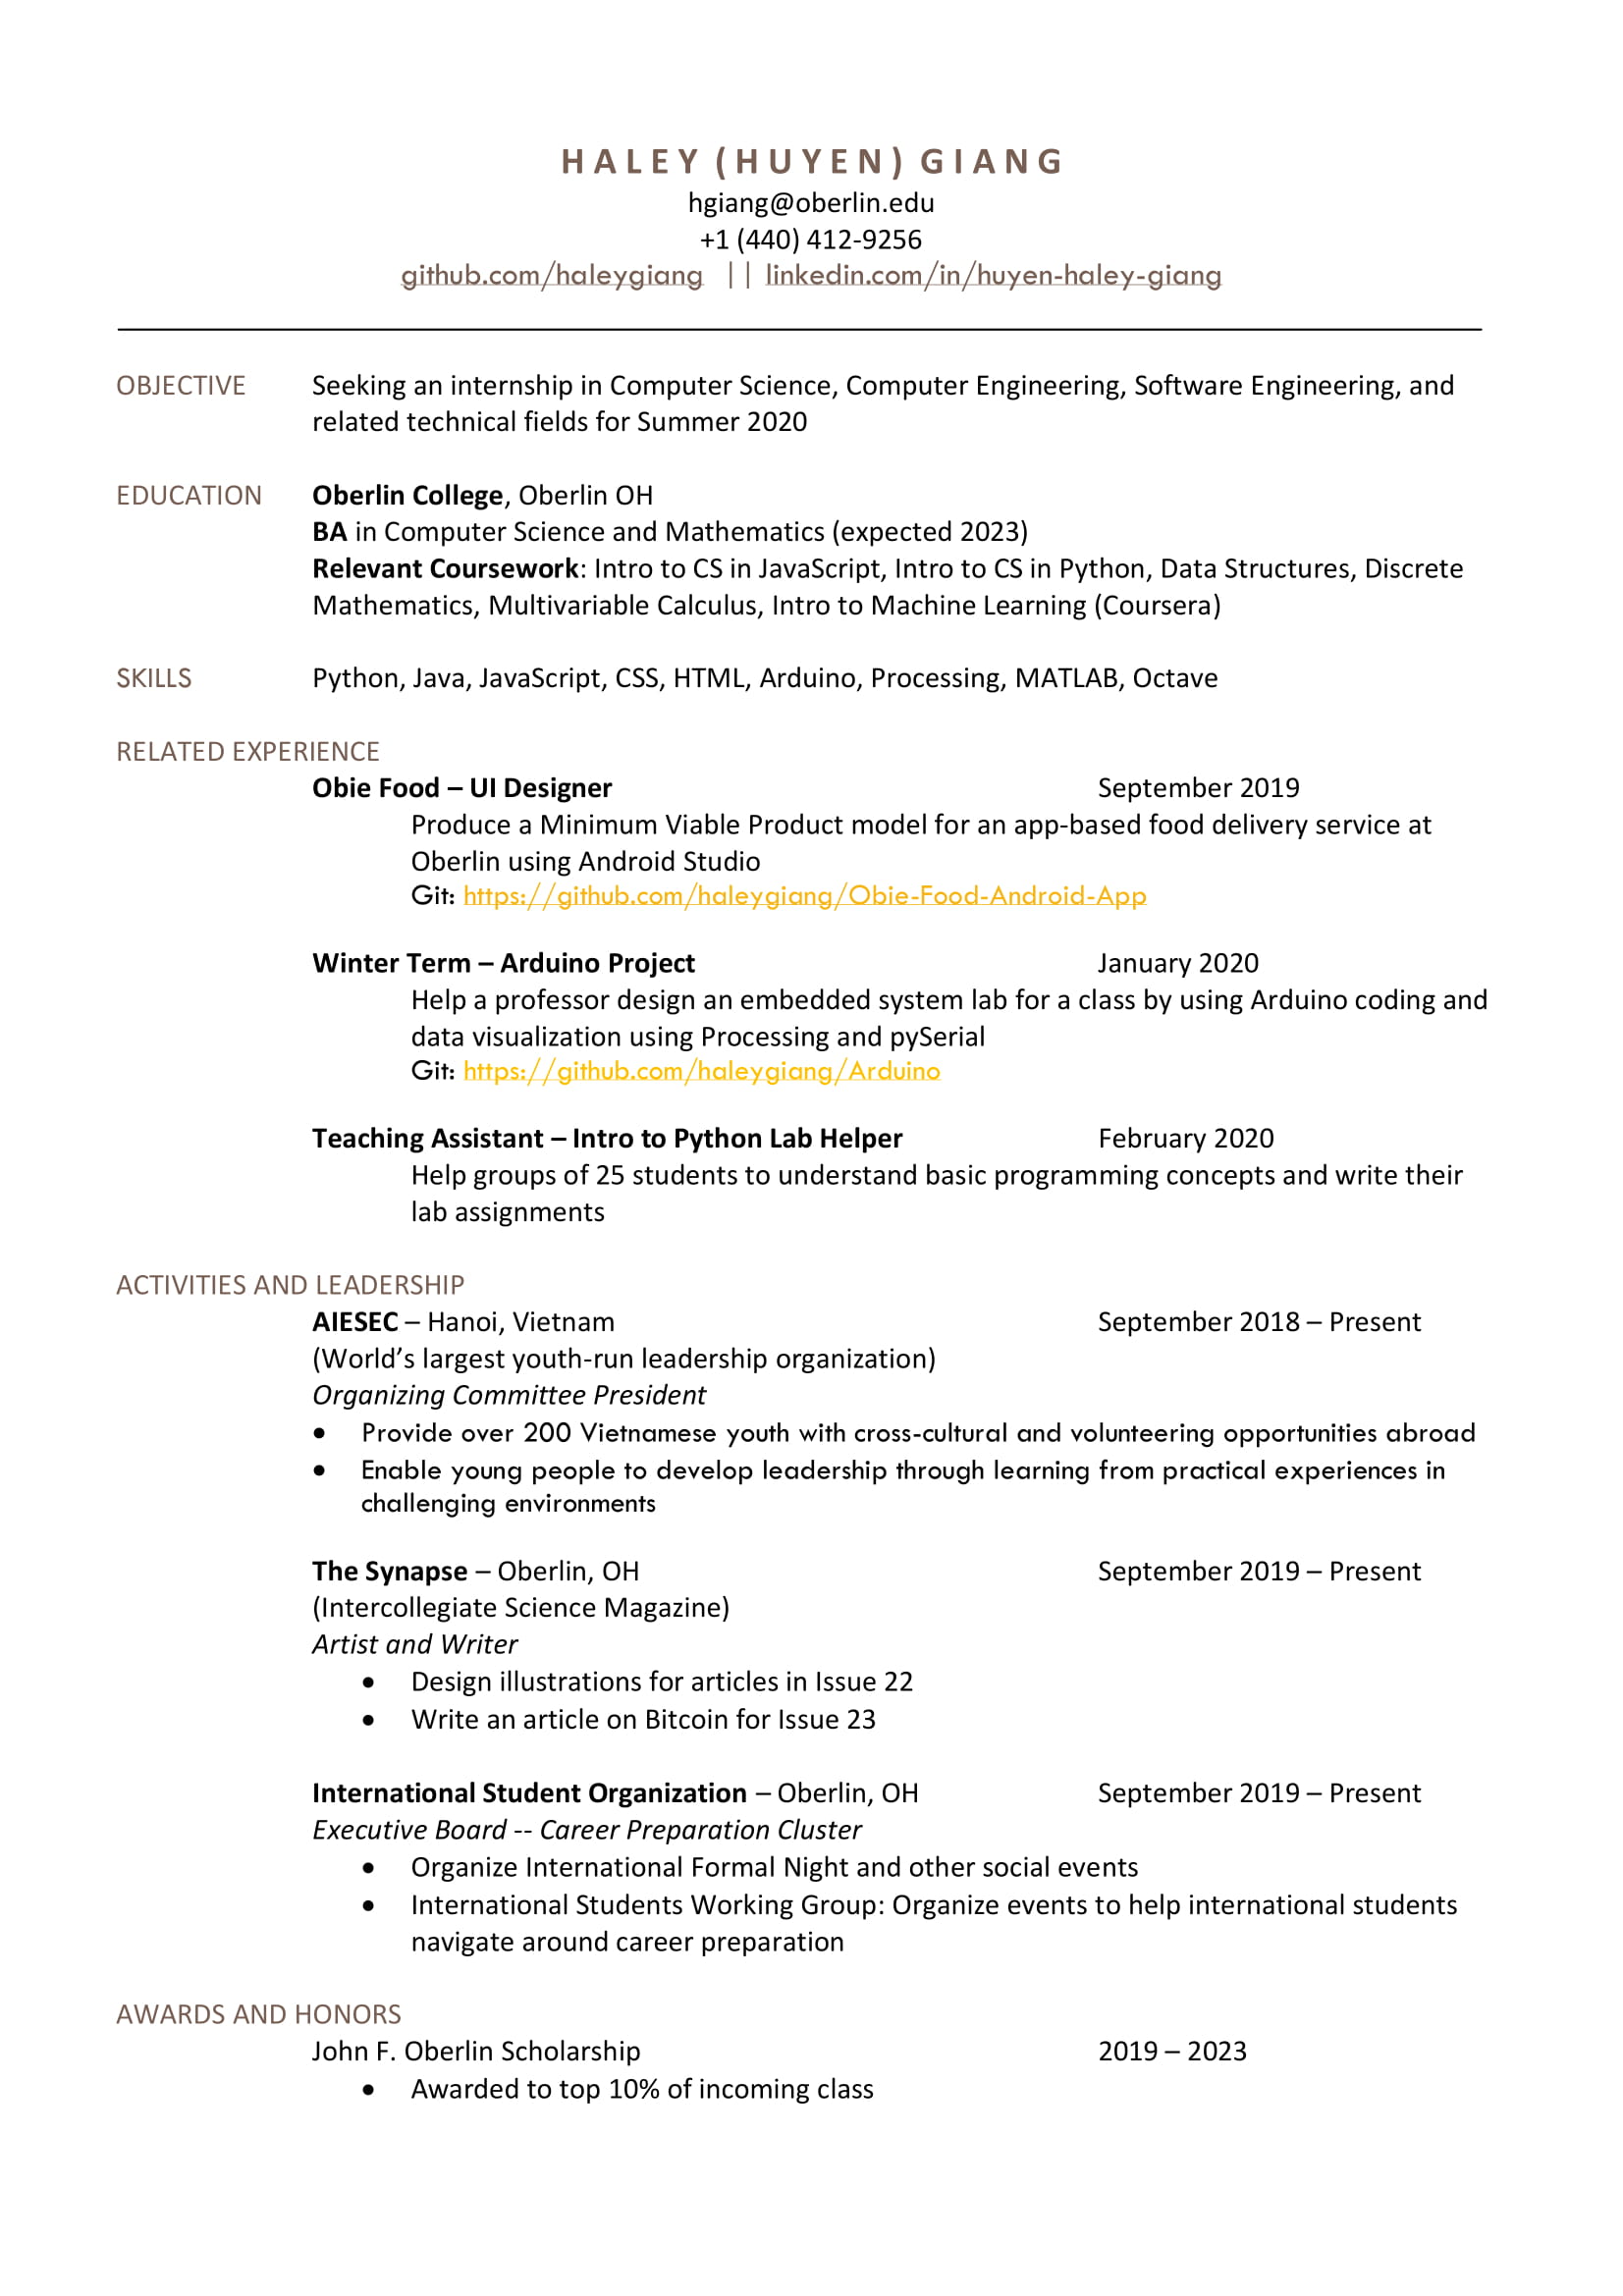 HALEY (HUYEN) GIANG
hgiang@oberlin.edu
+1 (440) 412-9256
github.com/haleygiang || linkedin.com/in/huyen-haley-giang
OBJECTIVE Seeking an internship in Computer Science, Computer Engineering, Software Engineering, and
related technical fields for Summer 2020
EDUCATION Oberlin College, Oberlin OH
BA in Computer Science and Mathematics (expected 2023)
Relevant Coursework: Intro to CS in JavaScript, Intro to CS in Python, Data Structures, Discrete
Mathematics, Multivariable Calculus, Intro to Machine Learning (Coursera)
SKILLS Python, Java, JavaScript, CSS, HTML, Arduino, Processing, MATLAB, Octave
RELATED EXPERIENCE
Obie Food – UI Designer September 2019
Produce a Minimum Viable Product model for an app-based food delivery service at
Oberlin using Android Studio
Git: https://github.com/haleygiang/Obie-Food-Android-App
Winter Term – Arduino Project January 2020
Help a professor design an embedded system lab for a class by using Arduino coding and
data visualization using Processing and pySerial
Git: https://github.com/haleygiang/Arduino
Teaching Assistant – Intro to Python Lab Helper February 2020
Help groups of 25 students to understand basic programming concepts and write their
lab assignments
ACTIVITIES AND LEADERSHIP
AIESEC – Hanoi, Vietnam September 2018 – Present
(World’s largest youth-run leadership organization)
Organizing Committee President
• Provide over 200 Vietnamese youth with cross-cultural and volunteering opportunities abroad
• Enable young people to develop leadership through learning from practical experiences in
challenging environments
The Synapse – Oberlin, OH September 2019 – Present
(Intercollegiate Science Magazine)
Artist and Writer
• Design illustrations for articles in Issue 22
• Write an article on Bitcoin for Issue 23
International Student Organization – Oberlin, OH September 2019 – Present
Executive Board -- Career Preparation Cluster
• Organize International Formal Night and other social events
• International Students Working Group: Organize events to help international students
navigate around career preparation
AWARDS AND HONORS
John F. Oberlin Scholarship 2019 – 2023
• Awarded to top 10% of incoming class